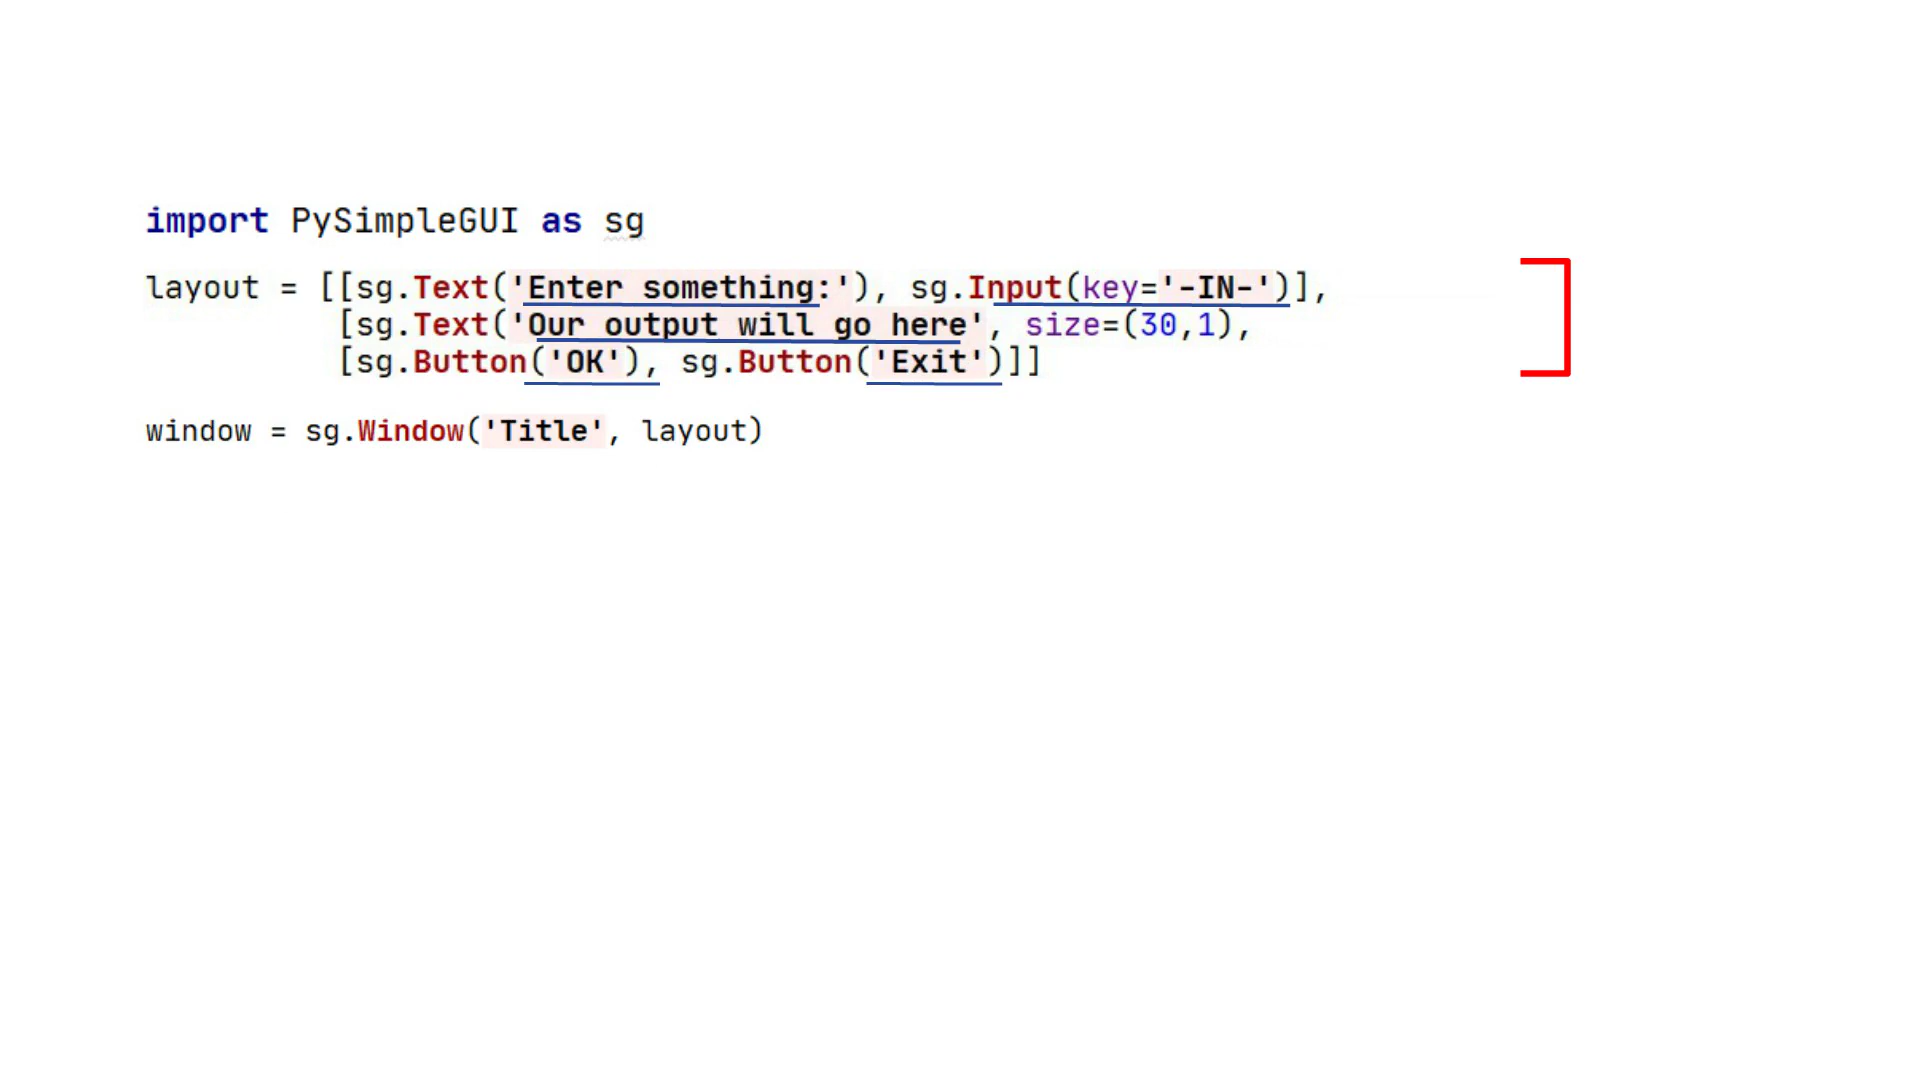 import PySimpleGUI as sg
layout = [[sg.Text('Enter something:'), sg.Input(key='-IN-')],
[sg.Text('Our output will go here', size=(30,1),
[sg.Button('OK'), sg.Button('Exit')]]
window = sg.Window('Title', layout)